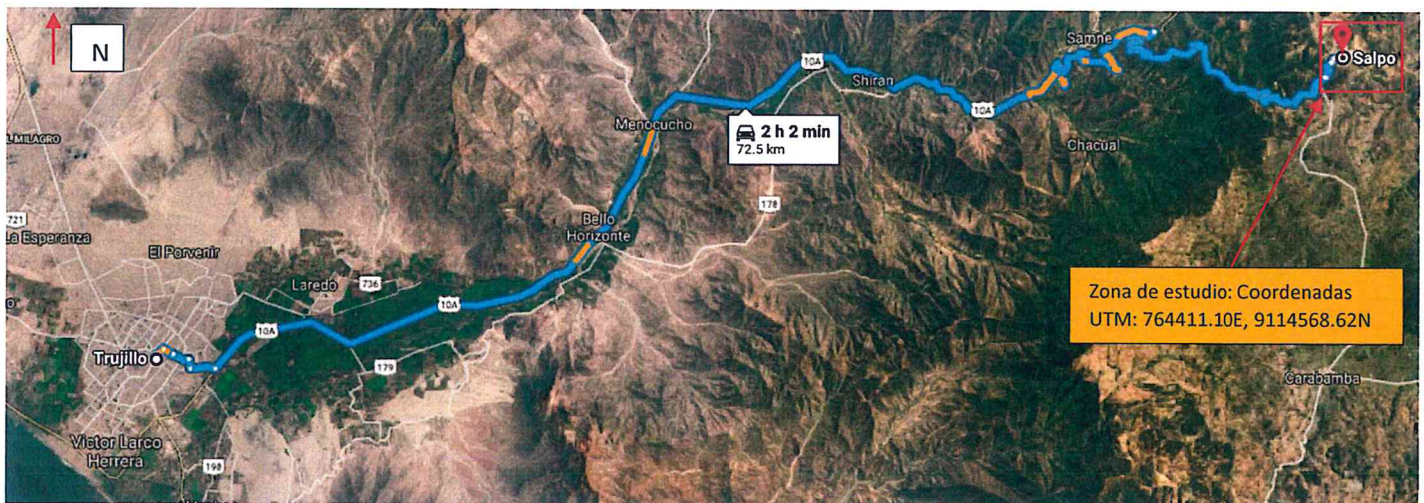 N
Samne
Salpo
10A
Shiran
10A
Menocucho
2 h 2 min
72.5 km
Chacual
EL MILAGRO
178
721
La Esperanza
Bello
Horizonte
El Porvenir
Zona de estudio: Coordenadas
UTM: 764411.10E, 9114568.62N
Laredo
736
10A
10A
Trujillo
179
Carabamba
Victor Larco
Herrera
198